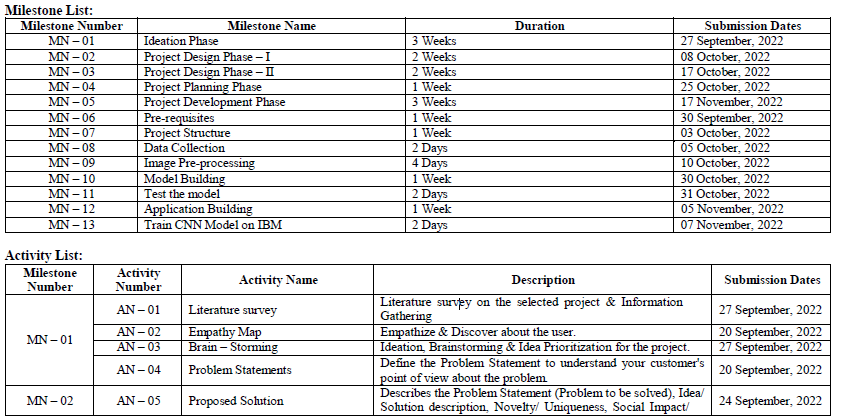 Milestone List:
Milestone Number Milestone Name Duration Submission Dates
MN – 01 Ideation Phase 3 Weeks 27 September, 2022
MN – 02 Project Design Phase – I 2 Weeks 08 October, 2022
MN – 03 Project Design Phase – II 2 Weeks 17 October, 2022
MN – 04 Project Planning Phase 1 Week 25 October, 2022
MN – 05 Project Development Phase 3 Weeks 17 November, 2022
MN – 06 Pre-requisites 1 Week 30 September, 2022
MN – 07 Project Structure 1 Week 03 October, 2022
MN – 08 Data Collection 2 Days 05 October, 2022
MN – 09 Image Pre-processing 4 Days 10 October, 2022
MN – 10 Model Building 1 Week 30 October, 2022
MN – 11 Test the model 2 Days 31 October, 2022
MN – 12 Application Building 1 Week 05 November, 2022
MN – 13 Train CNN Model on IBM 2 Days 07 November, 2022
Activity List:
Milestone Number Activity Number Activity Name Description Submission Dates
MN – 01
AN – 01 Literature survey Literature survey on the selected project & Information
Gathering 27 September, 2022
AN – 02 Empathy Map Empathize & Discover about the user. 20 September, 2022
AN – 03 Brain – Storming Ideation, Brainstorming & Idea Prioritization for the project. 27 September, 2022
AN – 04 Problem Statements Define the Problem Statement to understand your customer's
point of view about the problem. 20 September, 2022
MN – 02 AN – 05 Proposed Solution Describes the Problem Statement (Problem to be solved), Idea/
Solution description, Novelty/ Uniqueness, Social Impact/ 24 September, 2022